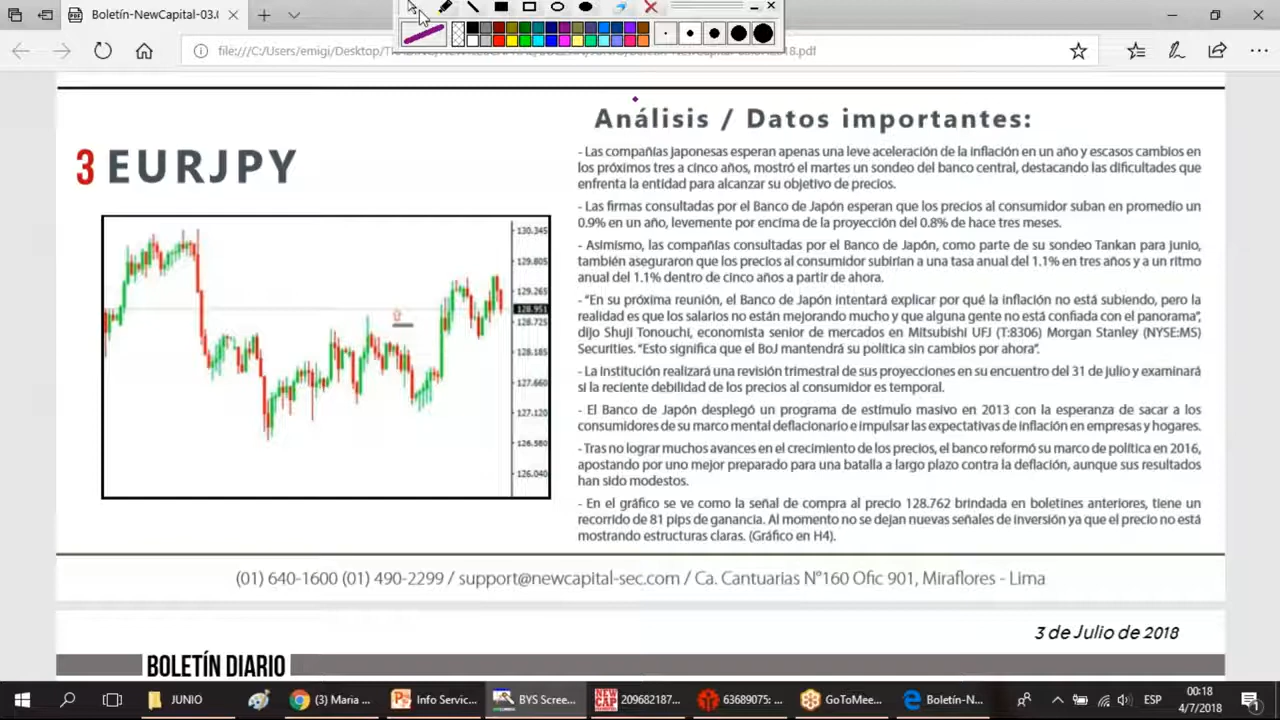 Boletín-NewCapital-03.
3 EURJPY
130.345
129.805
129.265
128.951
128.725
128.185
127.660
127.120
126.580
126.040
Análisis / Datos importantes:
- Las compañías japonesas esperan apenas una leve aceleración de la inflación en un año y escasos cambios en
los próximos tres a cinco años, mostró el martes un sondeo del banco central, destacando las dificultades que
enfrenta la entidad para alcanzar su objetivo de precios.
- Las firmas consultadas por el Banco de Japón esperan que los precios al consumidor suban en promedio un
0.9% en un año, levemente por encima de la proyección del 0.8% de hace tres meses.
- Asimismo, las compañías consultadas por el Banco de Japón, como parte de su sondeo Tankan para junio,
también aseguraron que los precios al consumidor subirían a una tasa anual del 1.1% en tres años y a un ritmo
anual del 1.1% dentro de cinco años a partir de ahora.
- “En su próxima reunión, el Banco de Japón intentará explicar por qué la inflación no está subiendo, pero la
realidad es que los salarios no están mejorando mucho y que alguna gente no está confiada con el panorama”,
dijo Shuji Tonouchi, economista senior de mercados en Mitsubishi UFJ (T:8306) Morgan Stanley (NYSE:MS)
Securities. “Esto significa que el BoJ mantendrá su política sin cambios por ahora”.
- La institución realizará una revisión trimestral de sus proyecciones en su encuentro del 31 de julio y examinará
si la reciente debilidad de los precios al consumidor es temporal.
- El Banco de Japón desplegó un programa de estímulo masivo en 2013 con la esperanza de sacar a los
consumidores de su marco mental deflacionario e impulsar las expectativas de inflación en empresas y hogares.
- Tras no lograr muchos avances en el crecimiento de los precios, el banco reformó su marco de política en 2016,
apostando por uno mejor preparado para una batalla a largo plazo contra la deflación, aunque sus resultados
han sido modestos.
- En el gráfico se ve como la señal de compra al precio 128.762 brindada en boletines anteriores, tiene un
recorrido de 81 pips de ganancia. Al momento no se dejan nuevas señales de inversión ya que el precio no está
mostrando estructuras claras. (Gráfico en H4).
(01) 640-1600 (01) 490-2299 / support@newcapital-sec.com / Ca. Cantuarias N°160 Ofic 901, Miraflores - Lima
3 de Julio de 2018
BOLETÍN DIARIO
JUNIO
(3) Maria ...
Info Servic...
BYS Scree...
NEW CAP
209682187...
63689075: ...
GoToMee...
Boletín-N...
ESP
00:18
4/7/2018